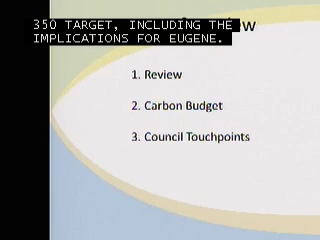 350 TARGET, INCLUDING THE
IMPLICATIONS FOR EUGENE.
1. Review
2. Carbon Budget
3. Council Touchpoints